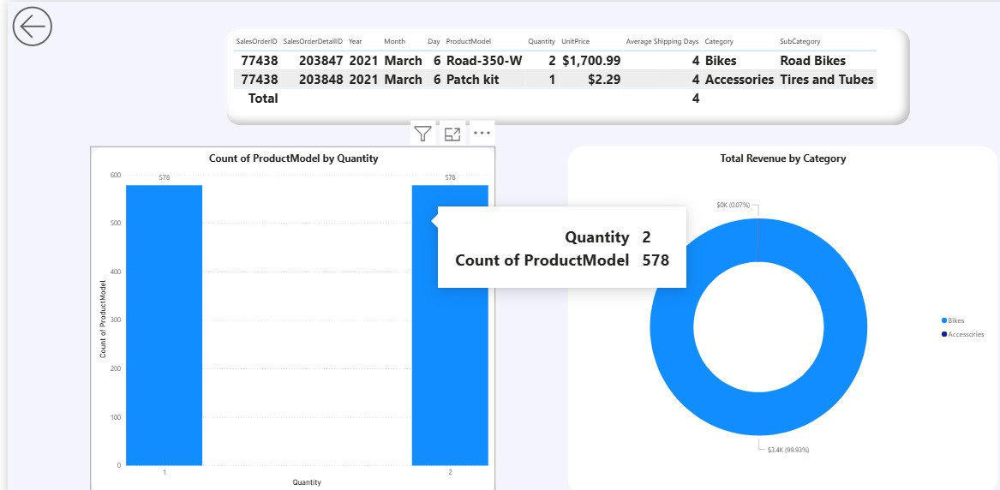 SalesOrderID SalesOrderDetailID Year Month Day ProductModel Quantity UnitPrice Average Shipping Days Category SubCategory
77438 203847 2021 March 6 Road-350-W 2 $1,700.99 4 Bikes Road Bikes
77438 203848 2021 March 6 Patch kit 1 $2.29 4 Accessories Tires and Tubes
Total 4
Count of ProductModel by Quantity
600
500
400
300
200
100
0
578
578
Count of ProductModel
1
2
Quantity
Quantity 2
Count of ProductModel 578
Total Revenue by Category
$0K (0.07%)
$3.4K (99.93%)
Bikes
Accessories